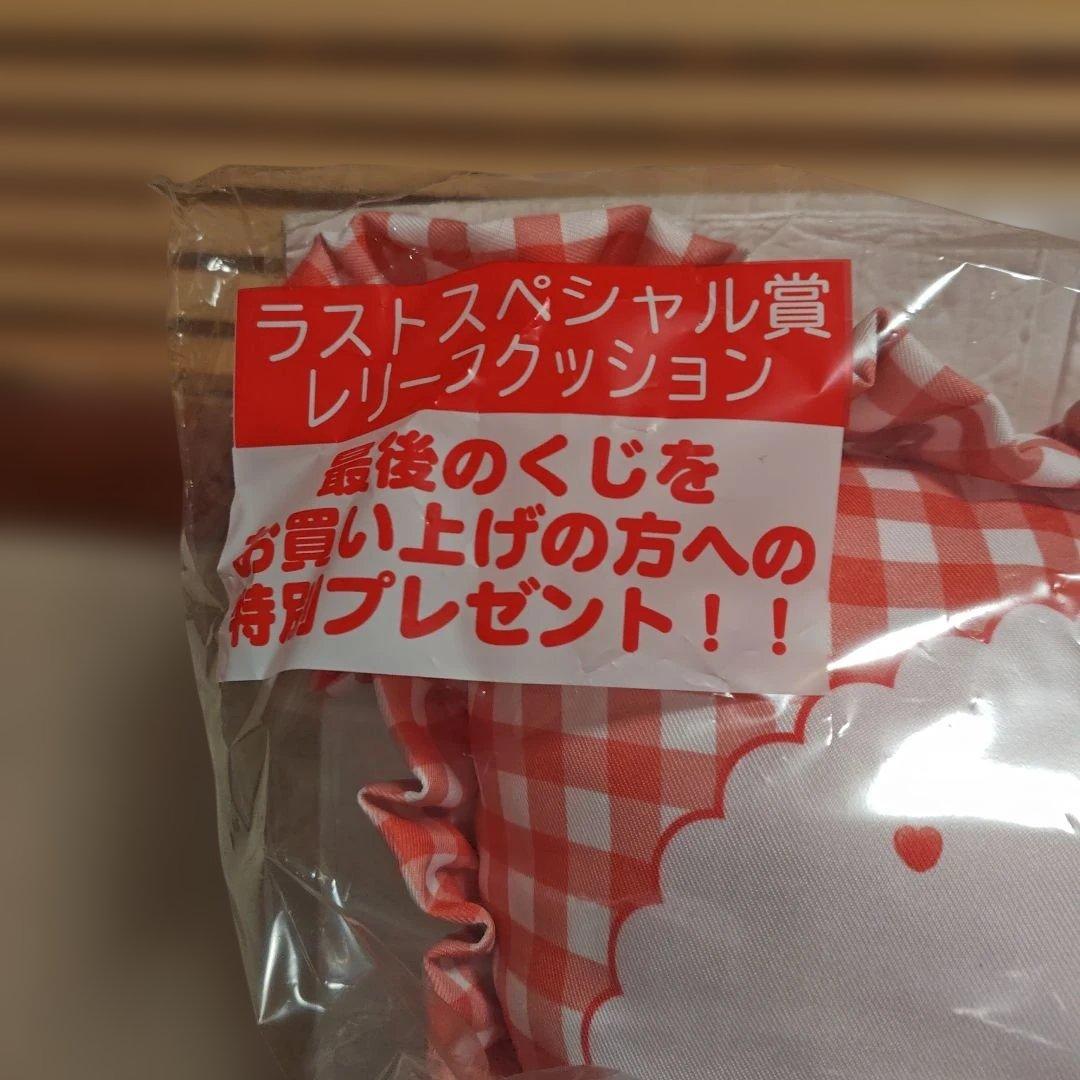 ラストスペシャル賞
レリーフクッション
最後のくじを
お買い上げの方への
特別プレゼント！！